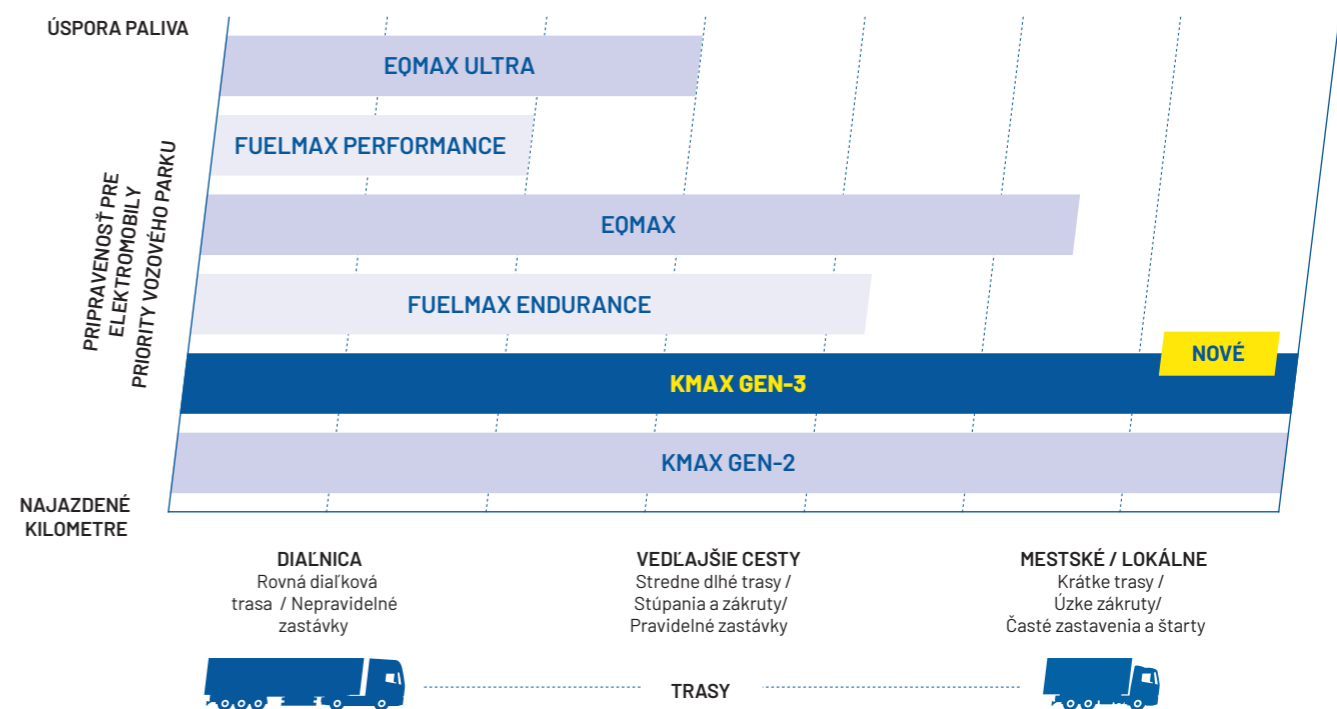 ÚSPORA PALIVA
EQMAX ULTRA
FUELMAX PERFORMANCE
EQMAX
FUELMAX ENDURANCE
NOVÉ
KMAX GEN-3
KMAX GEN-2
PRIPRAVENOSŤ PRE
ELEKTROMOBILY
PRIORITY VOZOVÉHO PARKU
NAJAZDENÉ
KILOMETRE
DIAĽNICA
Rovná diaľková
trasa / Nepravidelné
zastávky
VEDĽAJŠIE CESTY
Stredne dlhé trasy /
Stúpania a zákruty/
Pravidelné zastávky
MESTSKÉ / LOKÁLNE
Krátke trasy /
Úzke zákruty/
Časté zastavenia a štarty
TRASY